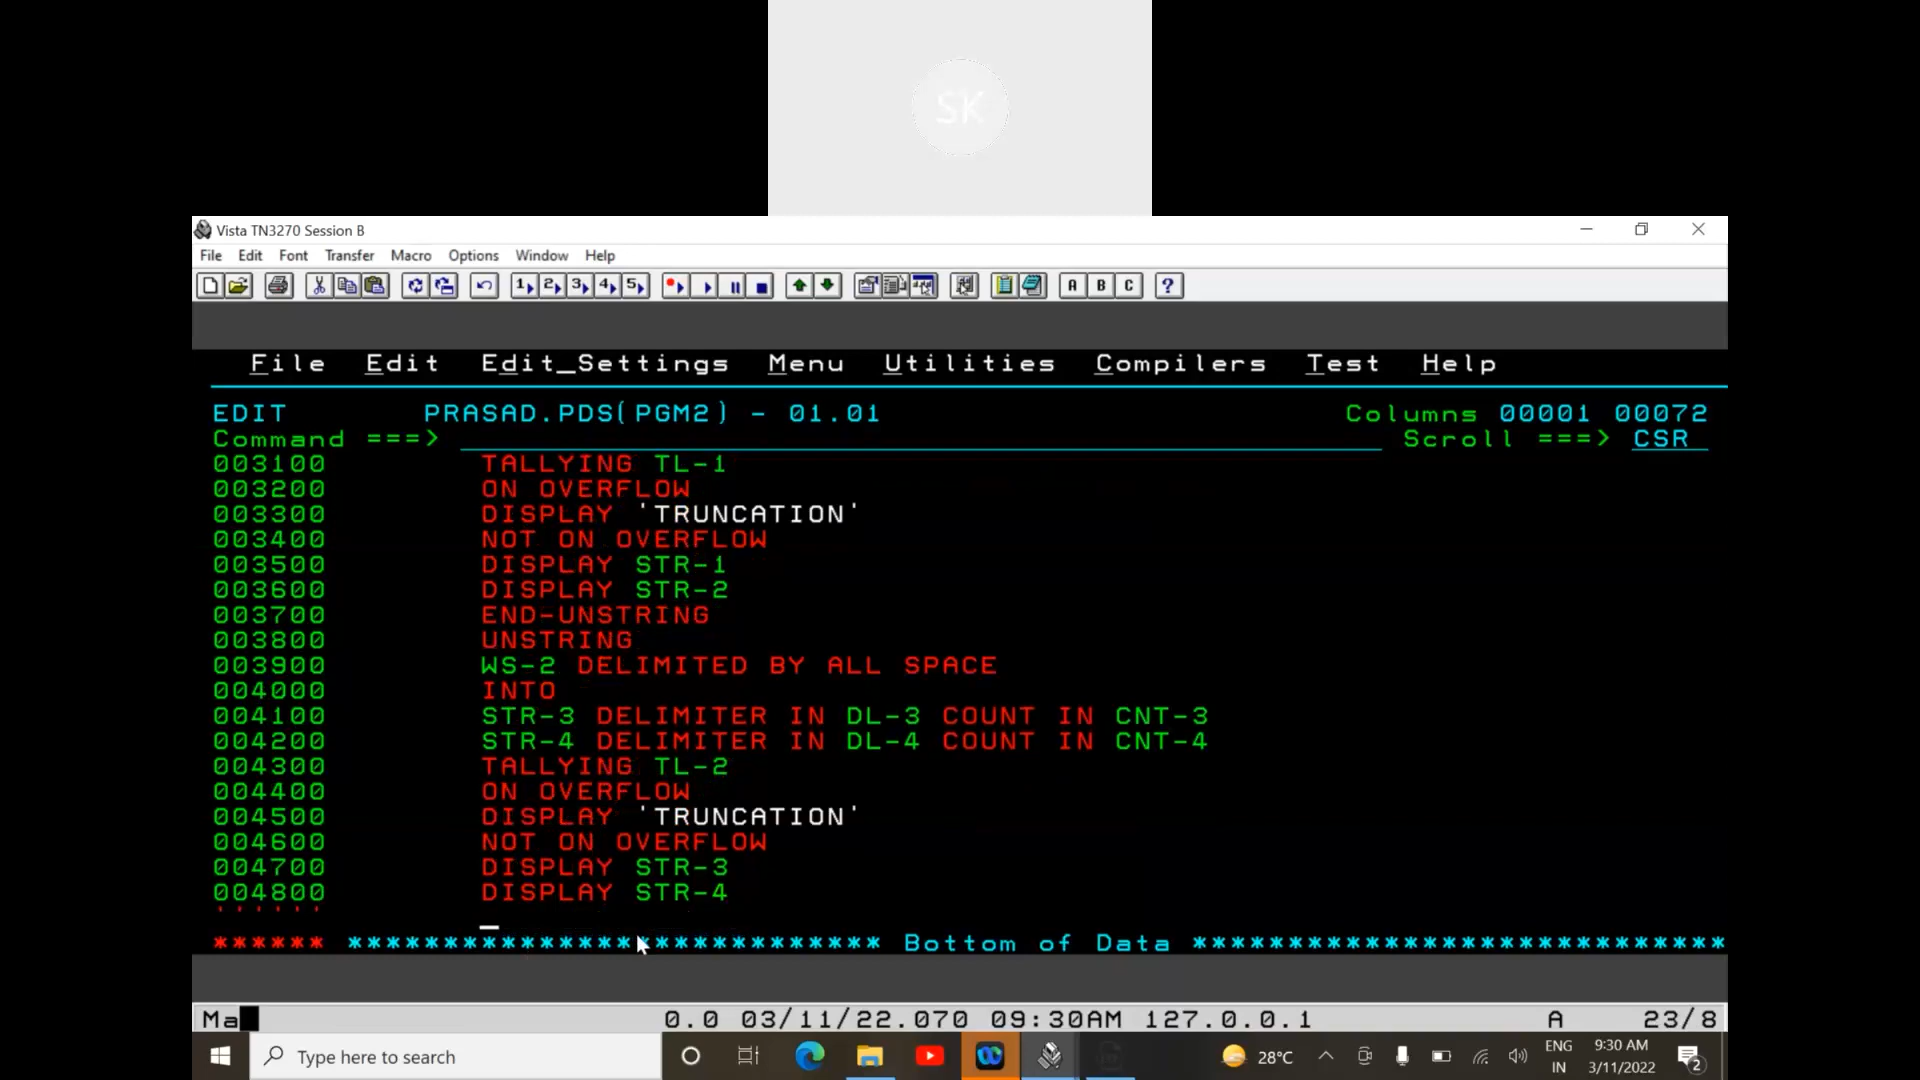 SK
Vista TN3270 Session B
File Edit Font Transfer Macro Options Window Help
1 2 3 4 5 A B C ?
File Edit Edit_Settings Menu Utilities Compilers Test Help
EDIT PRASAD.PDS(PGM2) - 01.01 Columns 00001 00072
Command ===> Scroll ===> CSR
003100 TALLYING TL-1
003200 ON OVERFLOW
003300 DISPLAY 'TRUNCATION'
003400 NOT ON OVERFLOW
003500 DISPLAY STR-1
003600 DISPLAY STR-2
003700 END-UNSTRING
003800 UNSTRING
003900 WS-2 DELIMITED BY ALL SPACE
004000 INTO
004100 STR-3 DELIMITER IN DL-3 COUNT IN CNT-3
004200 STR-4 DELIMITER IN DL-4 COUNT IN CNT-4
004300 TALLYING TL-2
004400 ON OVERFLOW
004500 DISPLAY 'TRUNCATION'
004600 NOT ON OVERFLOW
004700 DISPLAY STR-3
004800 DISPLAY STR-4
''''''
****** **************************** Bottom of Data ****************************
Ma 0.0 03/11/22.070 09:30AM 127.0.0.1 A 23/8
Type here to search 28°C ENG IN 9:30 AM 3/11/2022 2